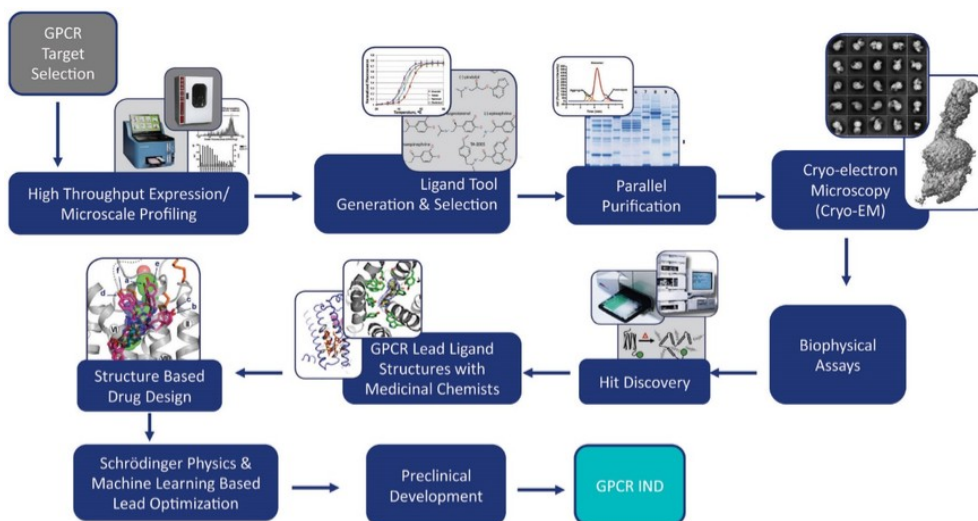 GPCR
Target
Selection
High Throughput Expression/
Microscale Profiling
Ligand Tool
Generation & Selection
Parallel
Purification
Cryo-electron
Microscopy
(Cryo-EM)
Biophysical
Assays
Hit Discovery
GPCR Lead Ligand
Structures with
Medicinal Chemists
Structure Based
Drug Design
Schrödinger Physics &
Machine Learning Based
Lead Optimization
Preclinical
Development
GPCR IND